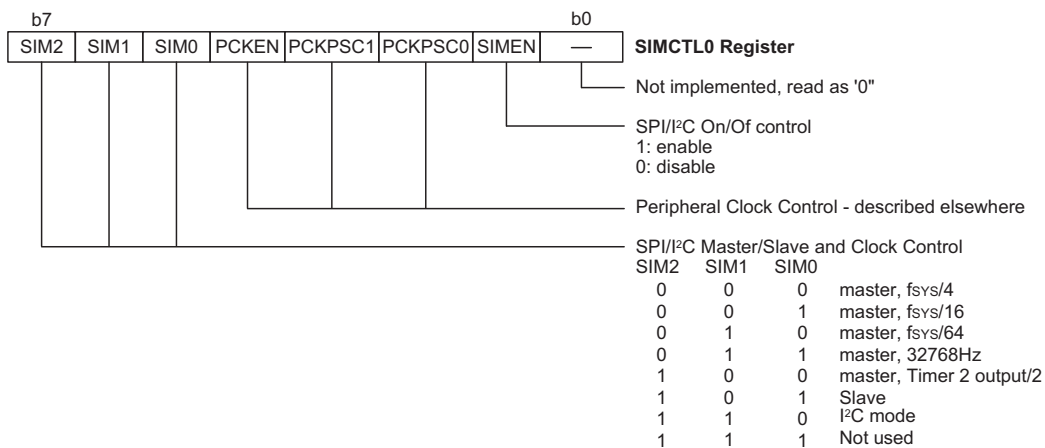 b7 b0
SIM2 SIM1 SIM0 PCKEN PCKPSC1 PCKPSC0 SIMEN — SIMCTL0 Register
Not implemented, read as '0"
SPI/I²C On/Of control
1: enable
0: disable
Peripheral Clock Control - described elsewhere
SPI/I²C Master/Slave and Clock Control
SIM2 SIM1 SIM0
0 0 0 master, fSYS/4
0 0 1 master, fSYS/16
0 1 0 master, fSYS/64
0 1 1 master, 32768Hz
1 0 0 master, Timer 2 output/2
1 0 1 Slave
1 1 0 I²C mode
1 1 1 Not used